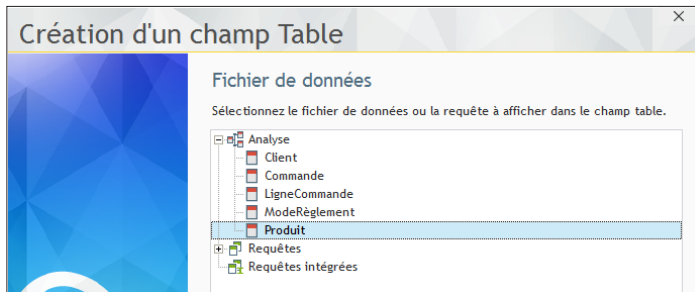 Création d'un champ Table
Fichier de données
Sélectionnez le fichier de données ou la requête à afficher dans le champ table.
Analyse
Client
Commande
LigneCommande
ModeRèglement
Produit
Requêtes
Requêtes intégrées